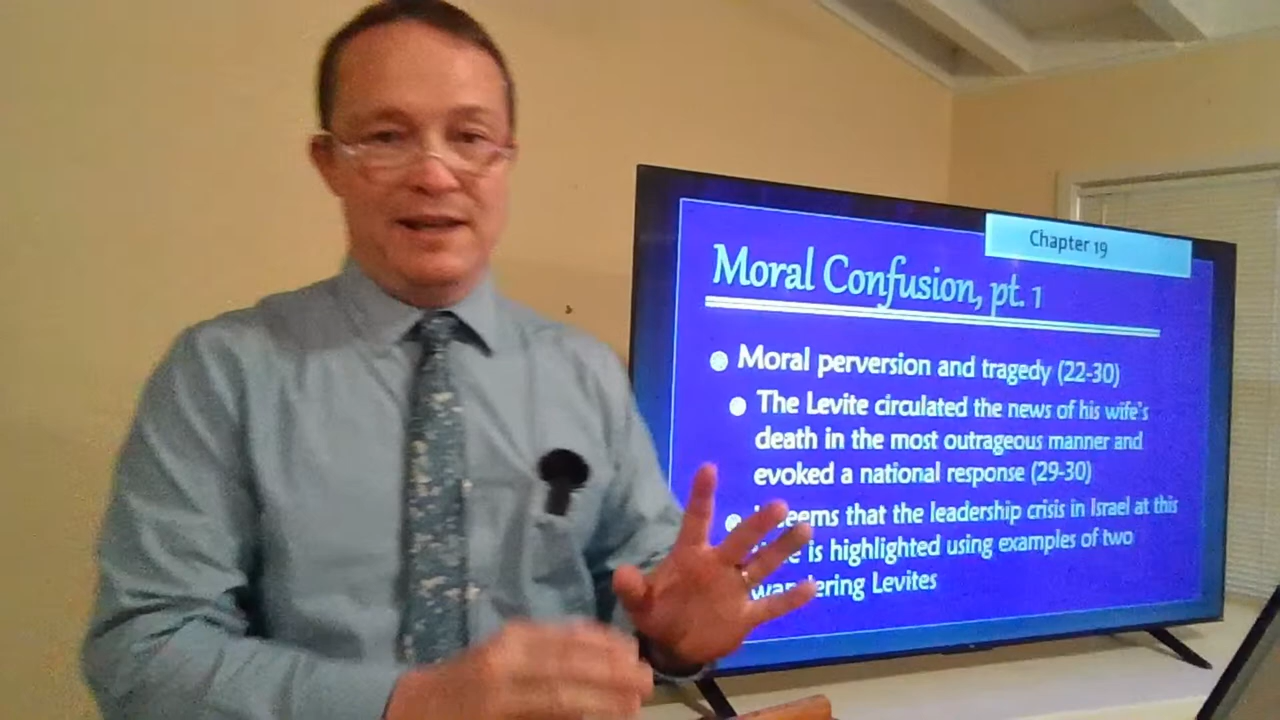 Chapter 19
Moral Confusion, pt. 1
Moral perversion and tragedy (22-30)
The Levite circulated the news of his wife's
death in the most outrageous manner and
evoked a national response (29-30)
seems that the leadership crisis in Israel at this
is highlighted using examples of two
wandering Levites